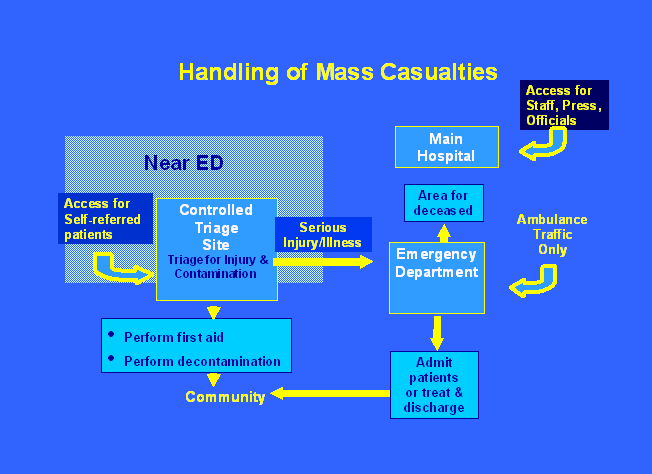 Handling of Mass Casualties
Access for
Staff, Press,
Officials
Main
Hospital
Near ED
Access for
Self-referred
patients
Controlled
Triage
Site
Triage for Injury &
Contamination
Serious
Injury/Illness
Area for
deceased
Emergency
Department
Ambulance
Traffic
Only
• Perform first aid
• Perform decontamination
Community
Admit
patients
or treat &
discharge